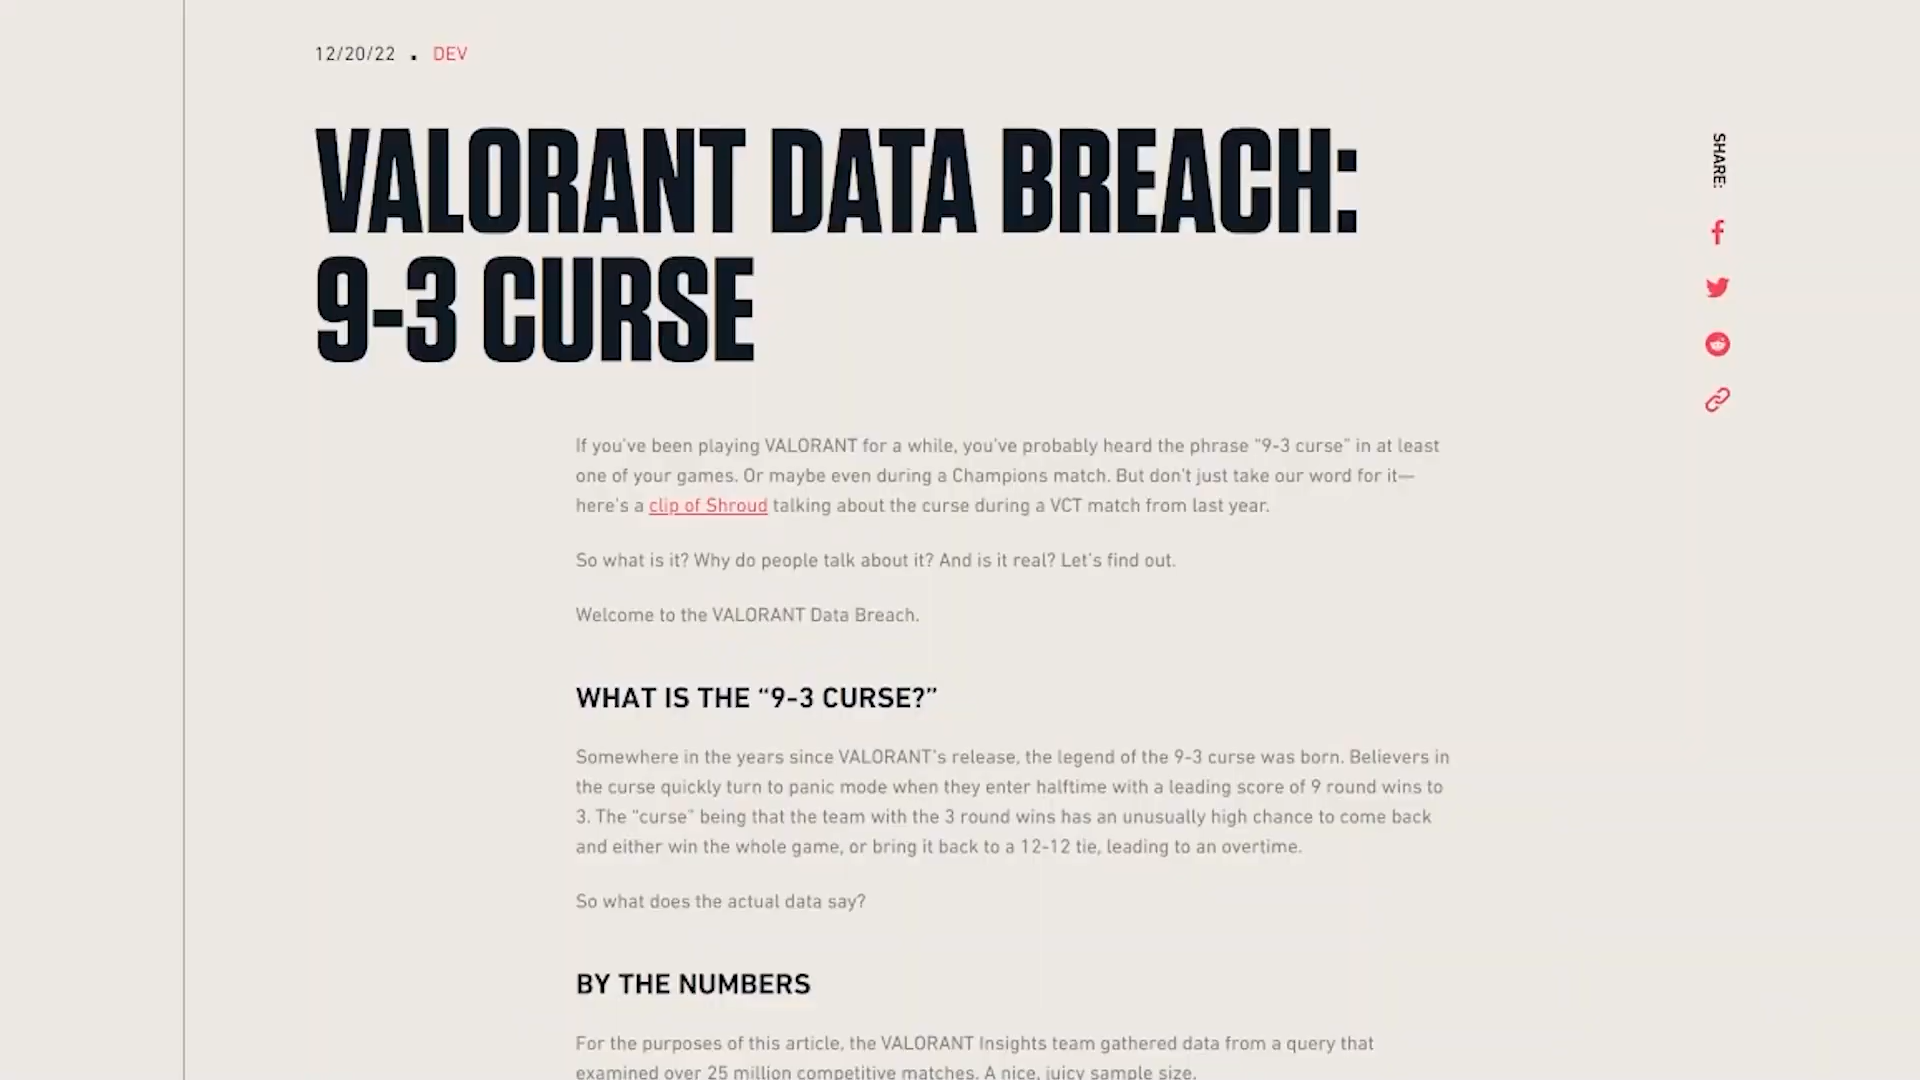 12/20/22 . DEV
VALORANT DATA BREACH:
9-3 CURSE
SHARE:
If you've been playing VALORANT for a while, you've probably heard the phrase “9-3 curse” in at least
one of your games. Or maybe even during a Champions match. But don't just take our word for it—
here's a clip of Shroud talking about the curse during a VCT match from last year.
So what is it? Why do people talk about it? And is it real? Let's find out.
Welcome to the VALORANT Data Breach.
WHAT IS THE “9-3 CURSE?”
Somewhere in the years since VALORANT's release, the legend of the 9-3 curse was born. Believers in
the curse quickly turn to panic mode when they enter halftime with a leading score of 9 round wins to
3. The “curse” being that the team with the 3 round wins has an unusually high chance to come back
and either win the whole game, or bring it back to a 12-12 tie, leading to an overtime.
So what does the actual data say?
BY THE NUMBERS
For the purposes of this article, the VALORANT Insights team gathered data from a query that
examined over 25 million competitive matches. A nice, juicy sample size.